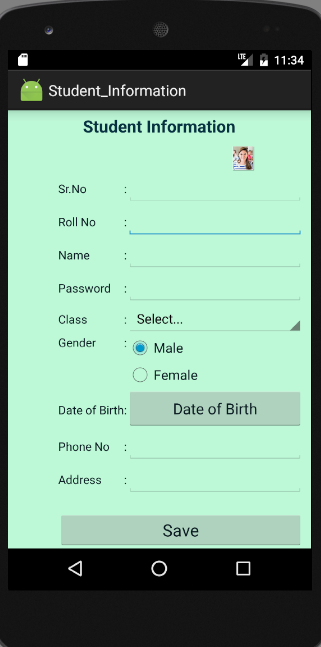 LTE 11:34
Student_Information
Student Information
Sr.No :
Roll No :
Name :
Password :
Class : Select...
Gender : Male
Female
Date of Birth: Date of Birth
Phone No :
Address :
Save